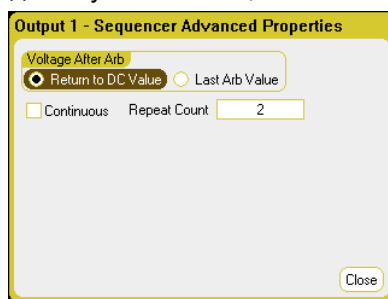 Output 1 - Sequencer Advanced Properties
Voltage After Arb
Return to DC Value Last Arb Value
Continuous Repeat Count 2
Close